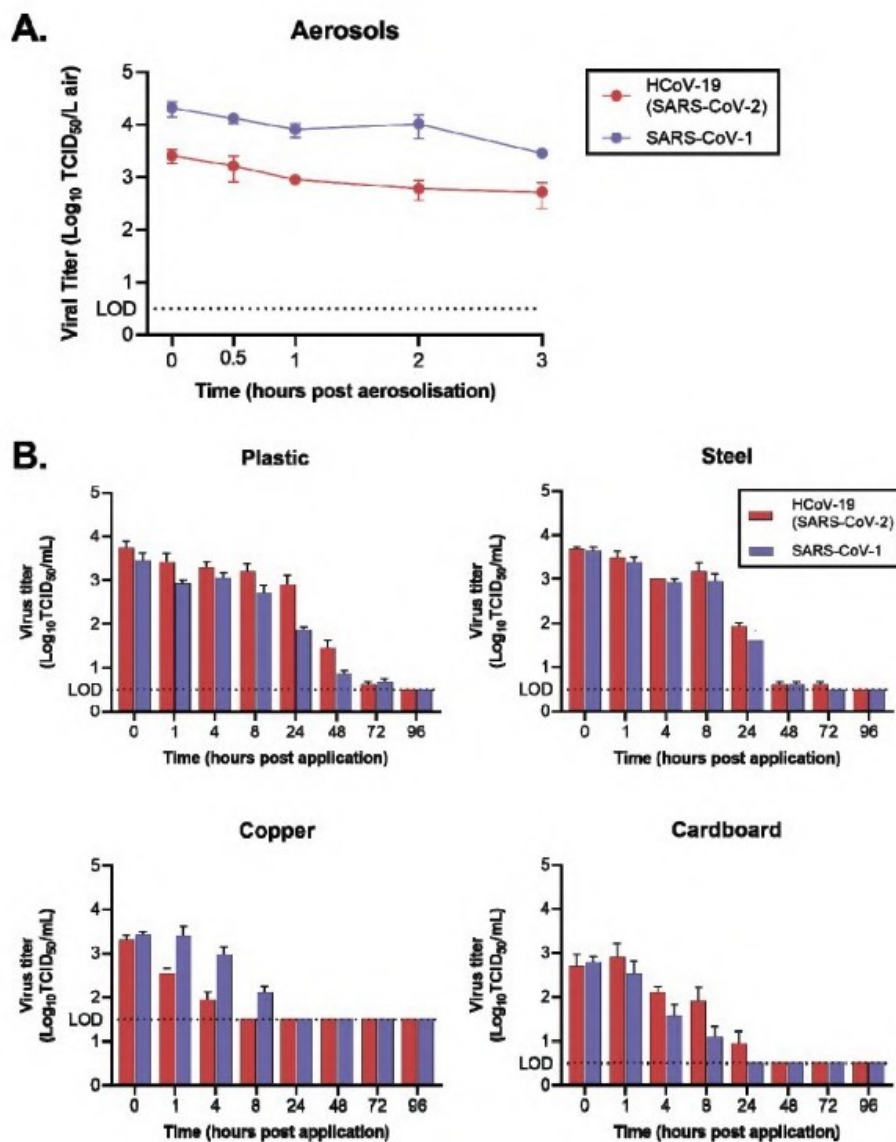 A.
Aerosols
Viral Titer (Log₁₀ TCID₅₀/L air)
5
4
3
2
1
LOD
0
0 0.5 1 2 3
Time (hours post aerosolisation)
HCoV-19
(SARS-CoV-2)
SARS-CoV-1
B.
Plastic
Virus titer
(Log₁₀TCID₅₀/mL)
5
4
3
2
1
LOD
0
0 1 4 8 24 48 72 96
Time (hours post application)
Steel
Virus titer
(Log₁₀TCID₅₀/mL)
5
4
3
2
1
LOD
0
0 1 4 8 24 48 72 96
Time (hours post application)
HCoV-19
(SARS-CoV-2)
SARS-CoV-1
Copper
Virus titer
(Log₁₀TCID₅₀/mL)
5
4
3
2
LOD
1
0
0 1 4 8 24 48 72 96
Time (hours post application)
Cardboard
Virus titer
(Log₁₀TCID₅₀/mL)
5
4
3
2
1
LOD
0
0 1 4 8 24 48 72 96
Time (hours post application)